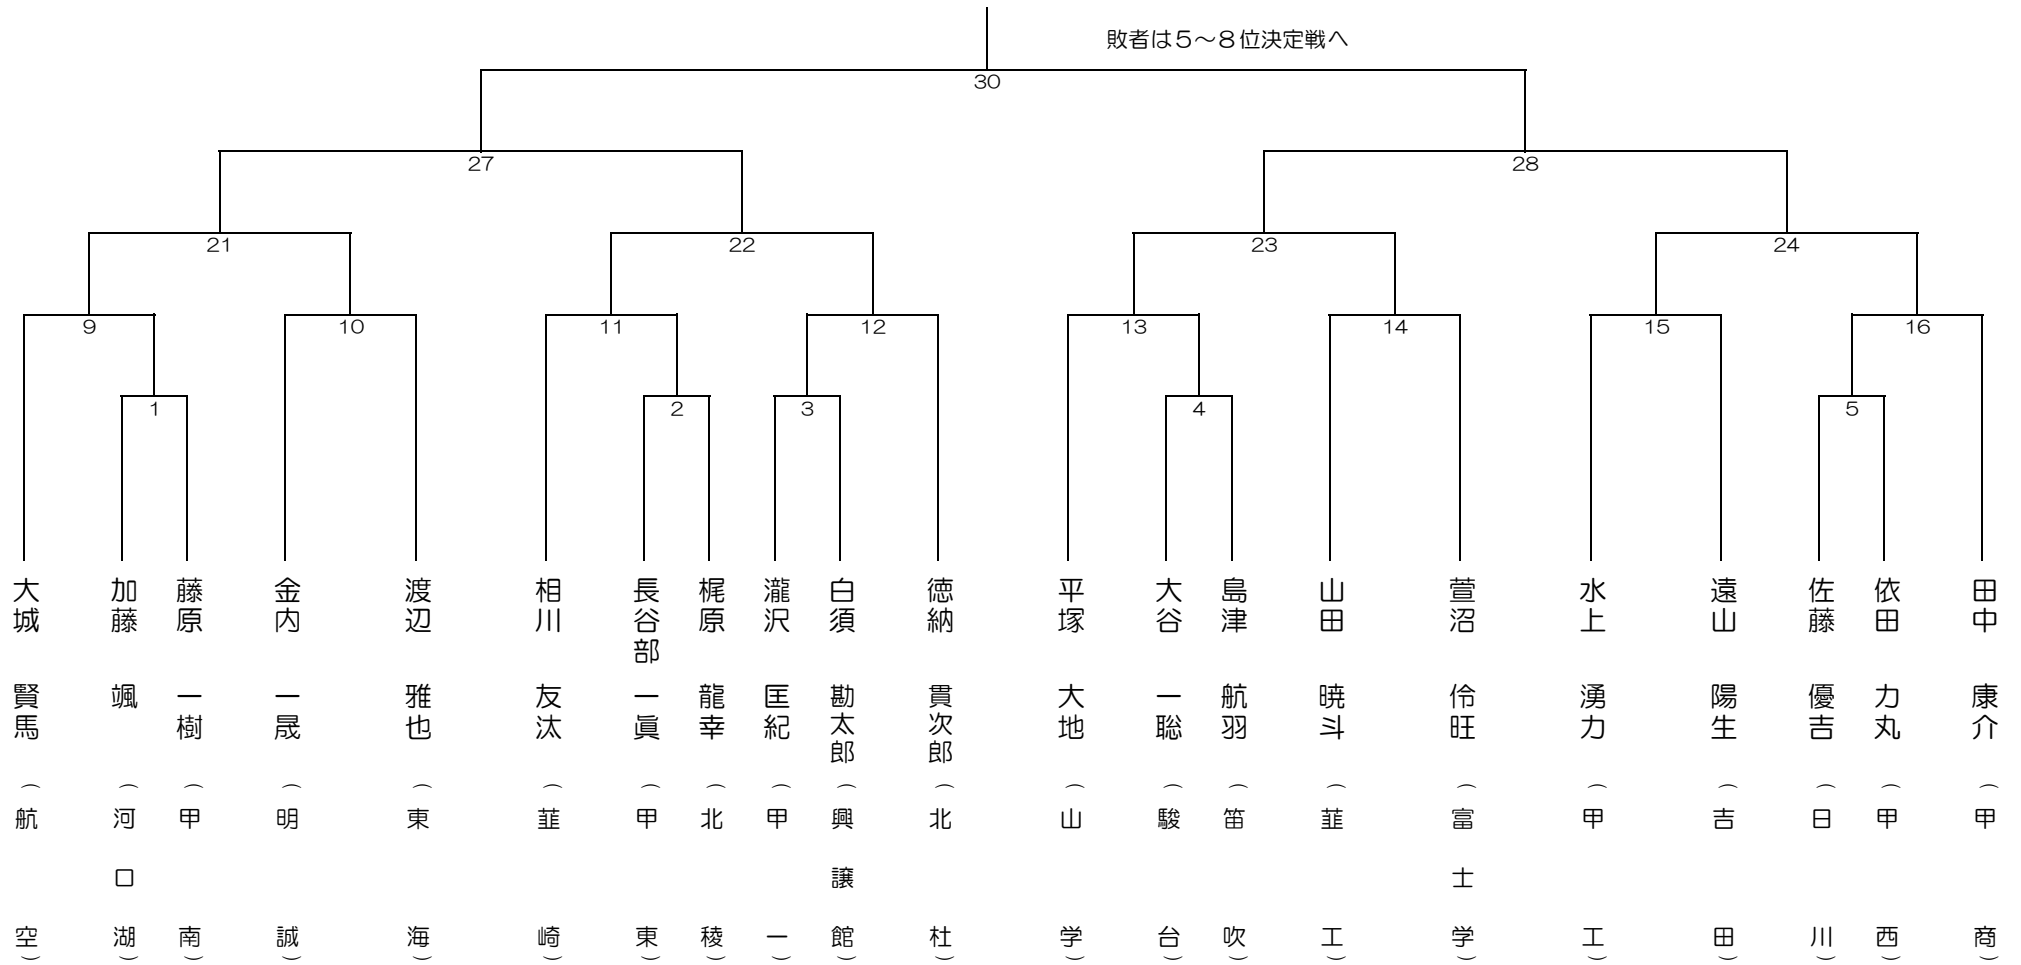 敗者は５～８位決定戦へ
30
27
28
21
22
23
24
9
10
11
12
13
14
15
16
1
2
3
4
5
大城 賢馬 （航空）
加藤 颯 （河口湖）
藤原 一樹 （甲南）
金内 一晟 （明誠）
渡辺 雅也 （東海）
相川 友汰 （韮崎）
長谷部 一眞 （甲東）
梶原 龍幸 （北稜）
瀧沢 匡紀 （甲一）
白須 勘太郎 （興譲館）
徳納 貫次郎 （北杜）
平塚 大地 （山学）
大谷 一聡 （駿台）
島津 航羽 （笛吹）
山田 暁斗 （韮工）
萱沼 伶旺 （富士学）
水上 湧力 （甲工）
遠山 陽生 （吉田）
佐藤 優吉 （日川）
依田 力丸 （甲西）
田中 康介 （甲商）